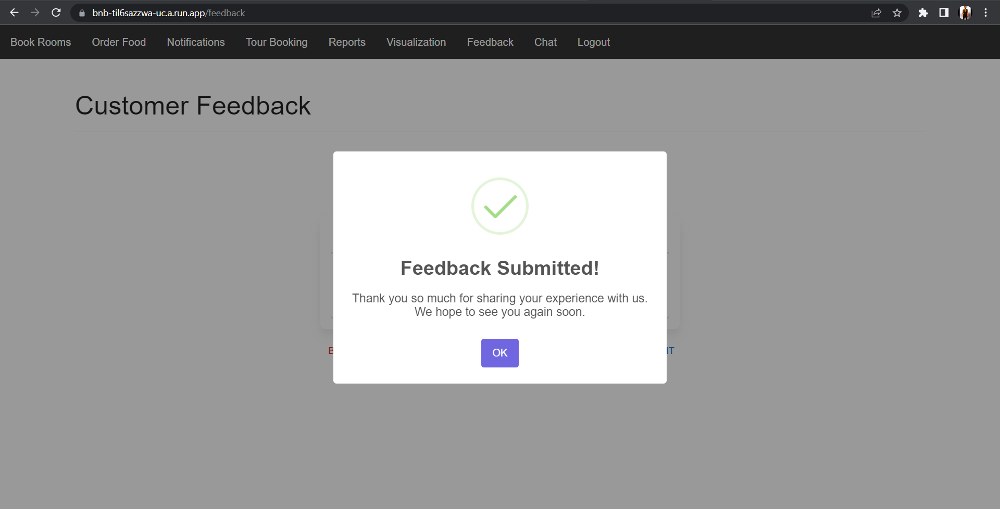 bnb-til6sazzwa-uc.a.run.app/feedback
Book Rooms Order Food Notifications Tour Booking Reports Visualization Feedback Chat Logout
Customer Feedback
Feedback Submitted!
Thank you so much for sharing your experience with us.
We hope to see you again soon.
OK